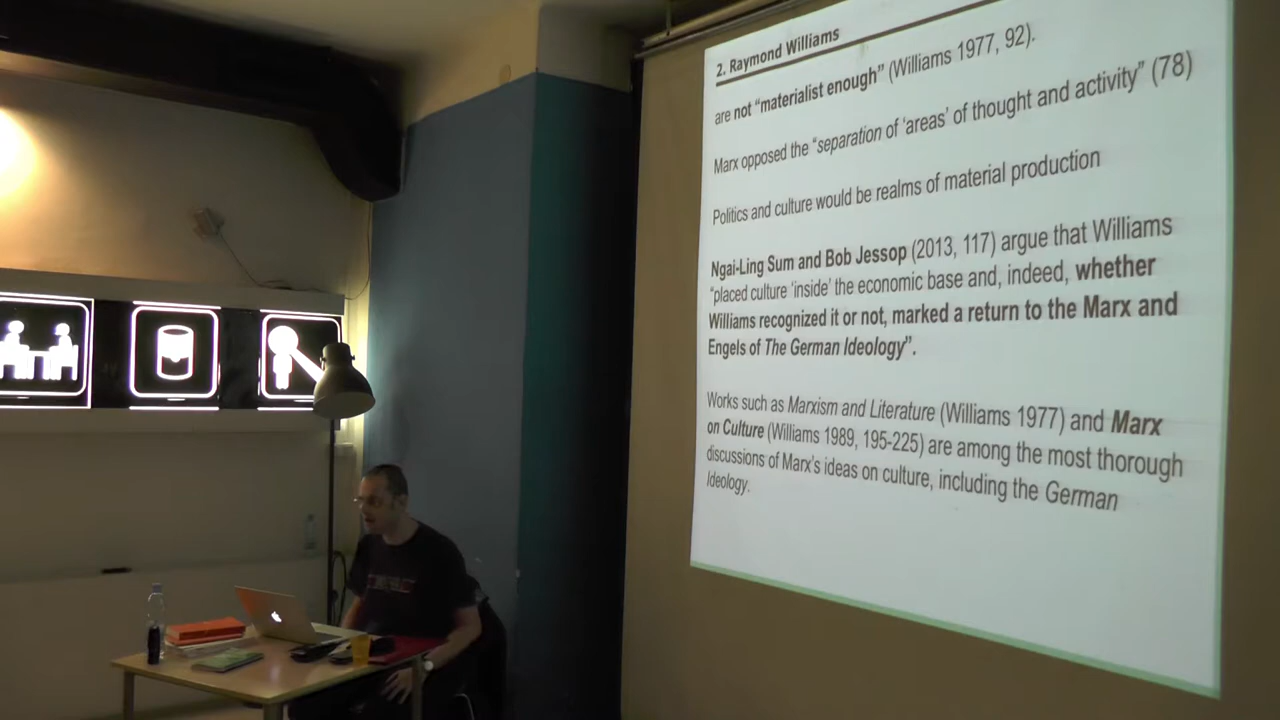 2. Raymond Williams
are not “materialist enough” (Williams 1977, 92).
Marx opposed the “separation of ‘areas’ of thought and activity” (78)
Politics and culture would be realms of material production
Ngai-Ling Sum and Bob Jessop (2013, 117) argue that Williams
“placed culture ‘inside’ the economic base and, indeed, whether
Williams recognized it or not, marked a return to the Marx and
Engels of The German Ideology”.
Works such as Marxism and Literature (Williams 1977) and Marx
on Culture (Williams 1989, 195-225) are among the most thorough
discussions of Marx's ideas on culture, including the German
Ideology.